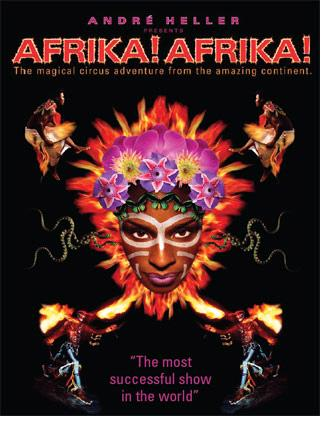 ANDRÉ HELLER
PRESENTS
AFRIKA! AFRIKA!
The magical circus adventure from the amazing continent.
"The most
successful show
in the world"